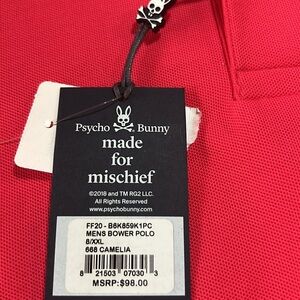 Psycho Bunny
made
for
mischief
©2018 and TM RG2 LLC.
All Rights Reserved
www.psychobunny.com
FF20 - B6K859K1PC
MENS BOWER POLO
8/XXL
668 CAMELIA
8 21503 07030 3
MSRP:$98.00